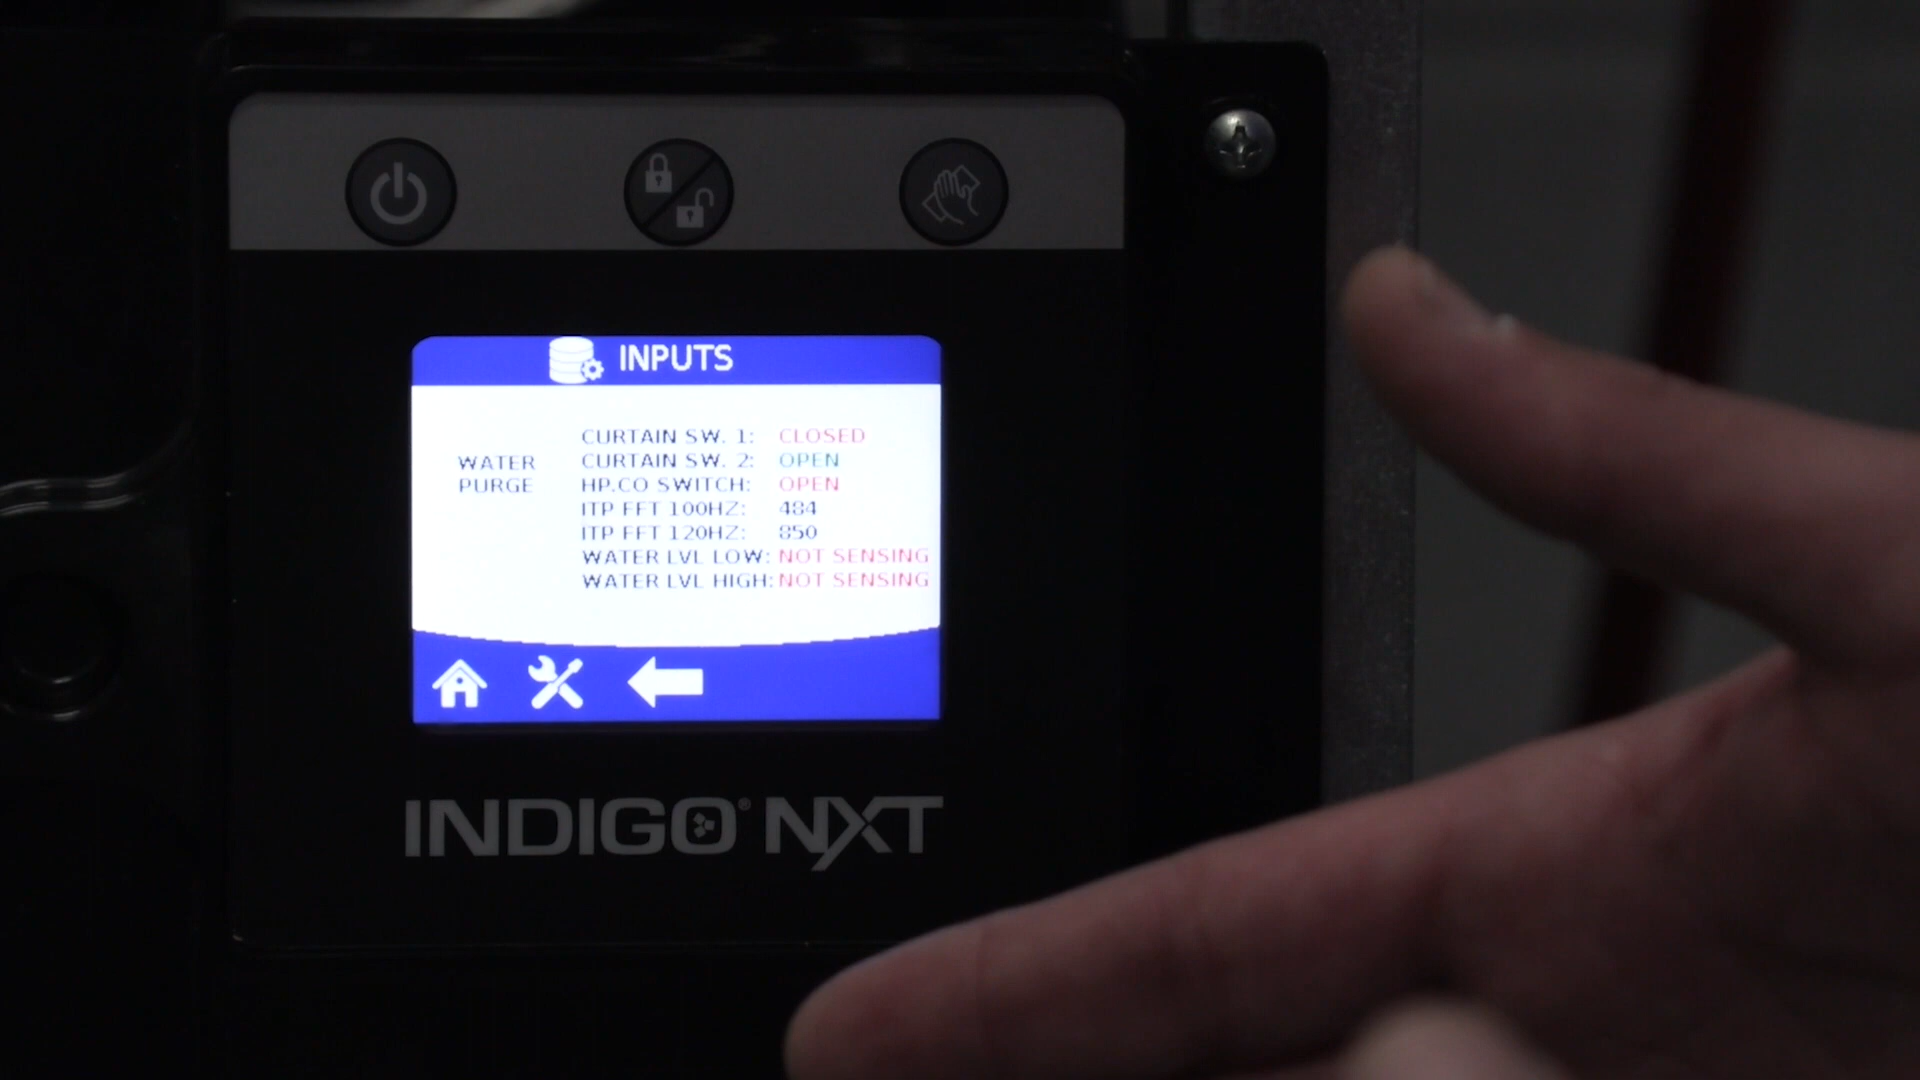 INPUTS
WATER
PURGE
CURTAIN SW. 1: CLOSED
CURTAIN SW. 2: OPEN
HP.CO SWITCH: OPEN
ITP FFT 100HZ: 484
ITP FFT 120HZ: 850
WATER LVL LOW: NOT SENSING
WATER LVL HIGH: NOT SENSING
INDIGO® NXT